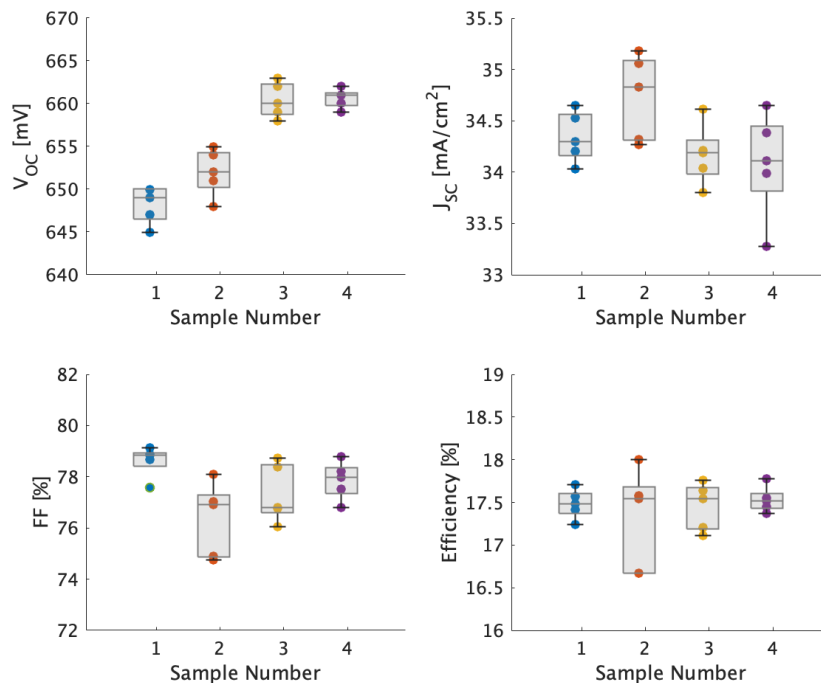 670
665
660
655
650
645
640
V_OC [mV]
1 2 3 4
Sample Number
35.5
35
34.5
34
33.5
33
J_SC [mA/cm²]
1 2 3 4
Sample Number
82
80
78
76
74
72
FF [%]
1 2 3 4
Sample Number
19
18.5
18
17.5
17
16.5
16
Efficiency [%]
1 2 3 4
Sample Number